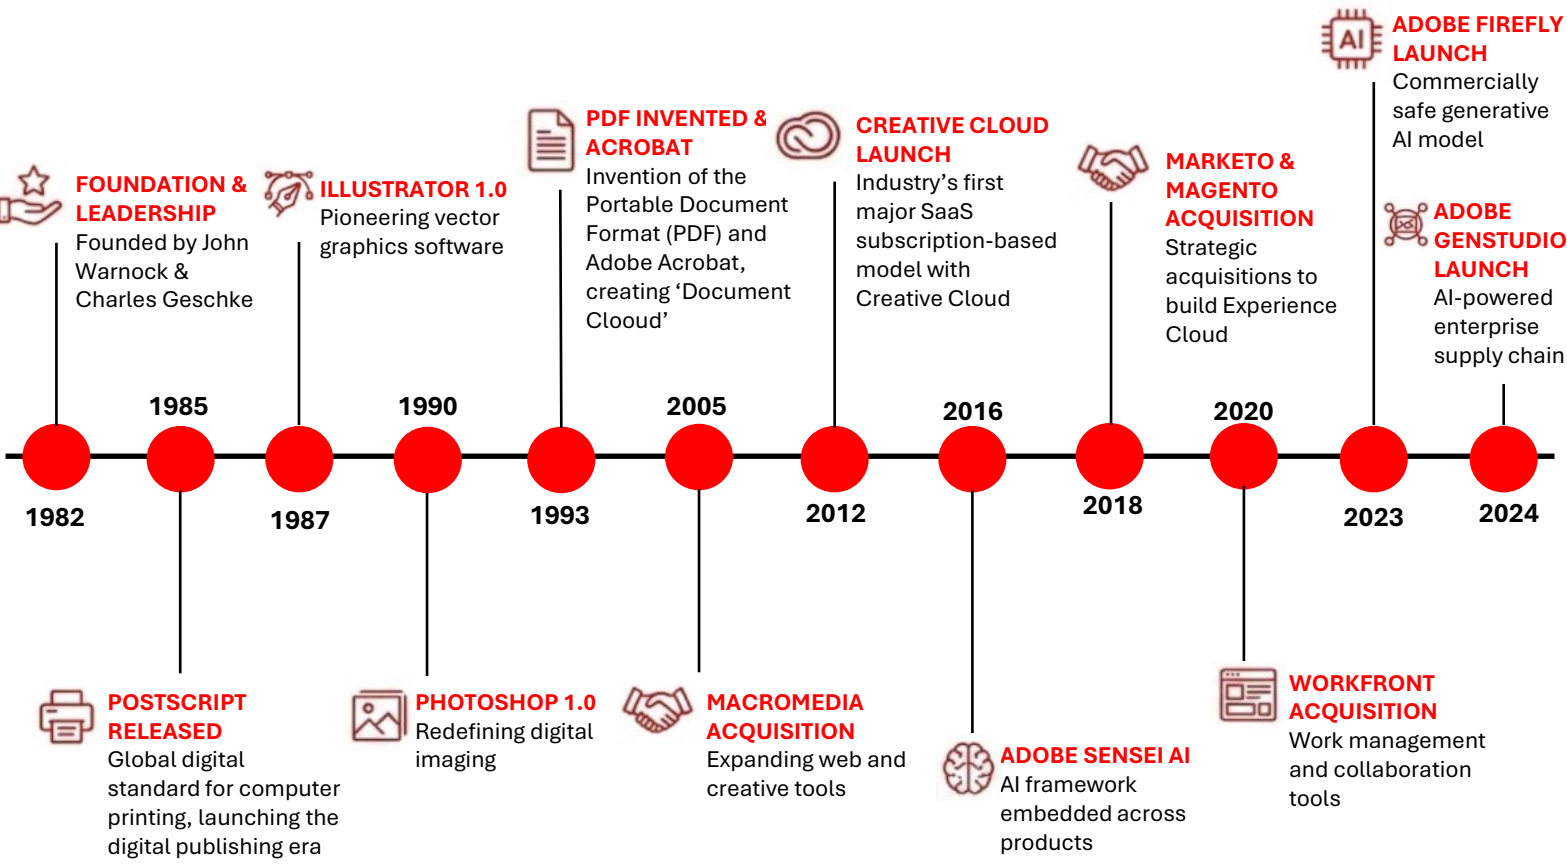 FOUNDATION &
LEADERSHIP
Founded by John
Warnock &
Charles Geschke
1982
1985
POSTSCRIPT
RELEASED
Global digital
standard for computer
printing, launching the
digital publishing era
ILLUSTRATOR 1.0
Pioneering vector
graphics software
1987
1990
PHOTOSHOP 1.0
Redefining digital
imaging
PDF INVENTED &
ACROBAT
Invention of the
Portable Document
Format (PDF) and
Adobe Acrobat,
creating ‘Document
Clooud’
1993
2005
MACROMEDIA
ACQUISITION
Expanding web and
creative tools
CREATIVE CLOUD
LAUNCH
Industry’s first
major SaaS
subscription-based
model with
Creative Cloud
2012
2016
ADOBE SENSEI AI
AI framework
embedded across
products
MARKETO &
MAGENTO
ACQUISITION
Strategic
acquisitions to
build Experience
Cloud
2018
2020
WORKFRONT
ACQUISITION
Work management
and collaboration
tools
AI
ADOBE FIREFLY
LAUNCH
Commercially
safe generative
AI model
2023
ADOBE
GENSTUDIO
LAUNCH
AI-powered
enterprise
supply chain
2024